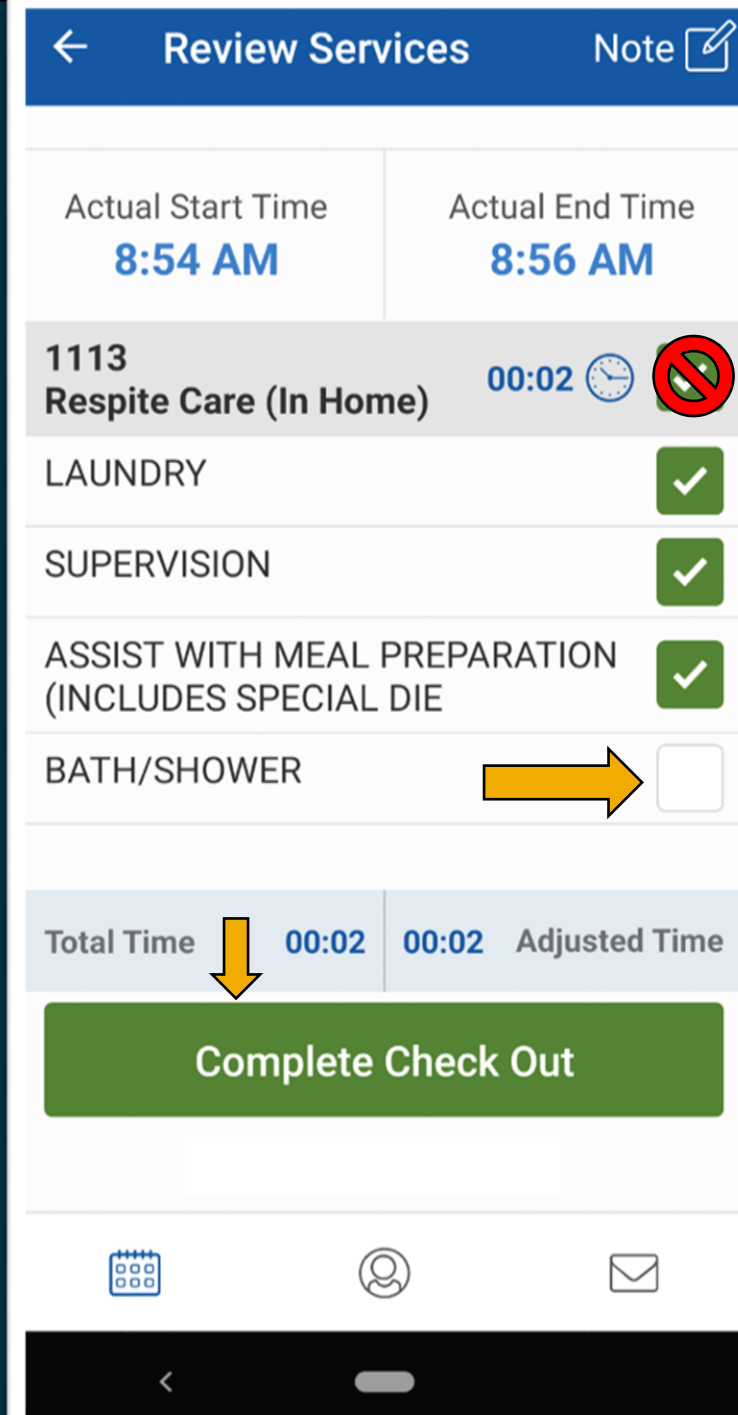 Review Services
Note
Actual Start Time
8:54 AM
Actual End Time
8:56 AM
1113
Respite Care (In Home)
00:02
LAUNDRY
SUPERVISION
ASSIST WITH MEAL PREPARATION
(INCLUDES SPECIAL DIE
BATH/SHOWER
Total Time 00:02
00:02 Adjusted Time
Complete Check Out